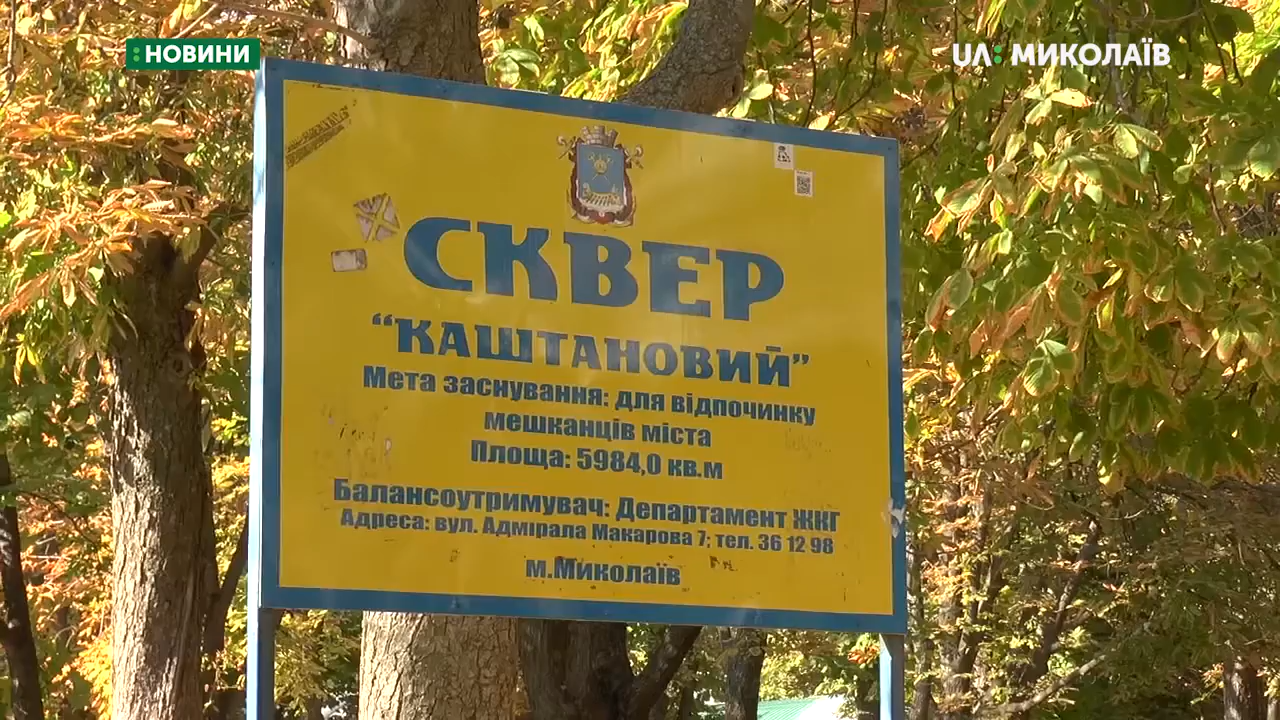 НОВИНИ
UA: МИКОЛАЇВ
СКВЕР
“КАШТАНОВИЙ”
Мета заснування: для відпочинку
мешканців міста
Площа: 5984,0 кв.м
Балансоутримувач: Департамент ЖКГ
Адреса: вул. Адмірала Макарова 7; тел. 36 12 98
м.Миколаїв